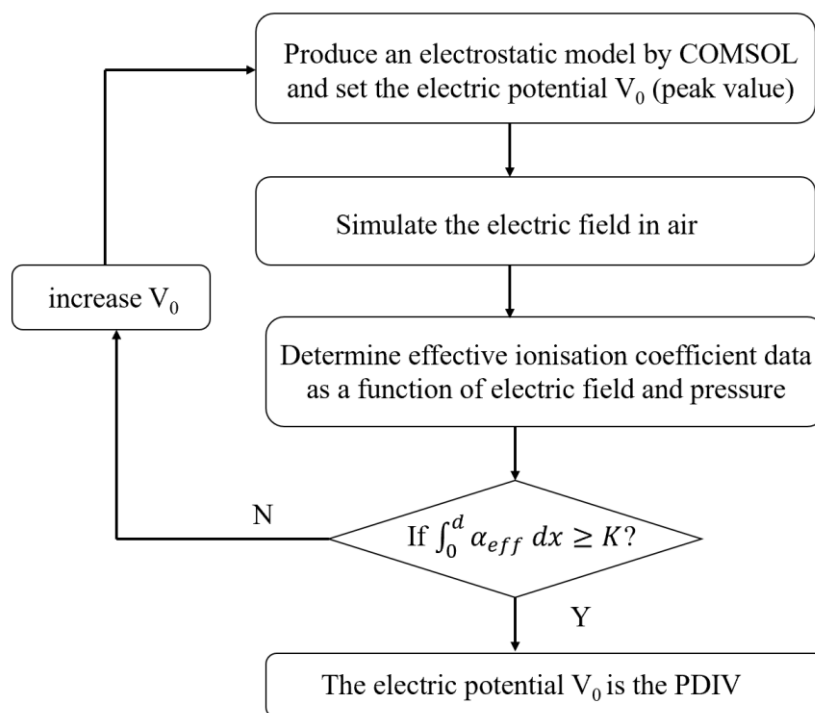 Produce an electrostatic model by COMSOL
and set the electric potential V₀ (peak value)
Simulate the electric field in air
increase V₀
Determine effective ionisation coefficient data
as a function of electric field and pressure
N
If ∫₀ᵈ α_{eff} dx ≥ K?
Y
The electric potential V₀ is the PDIV